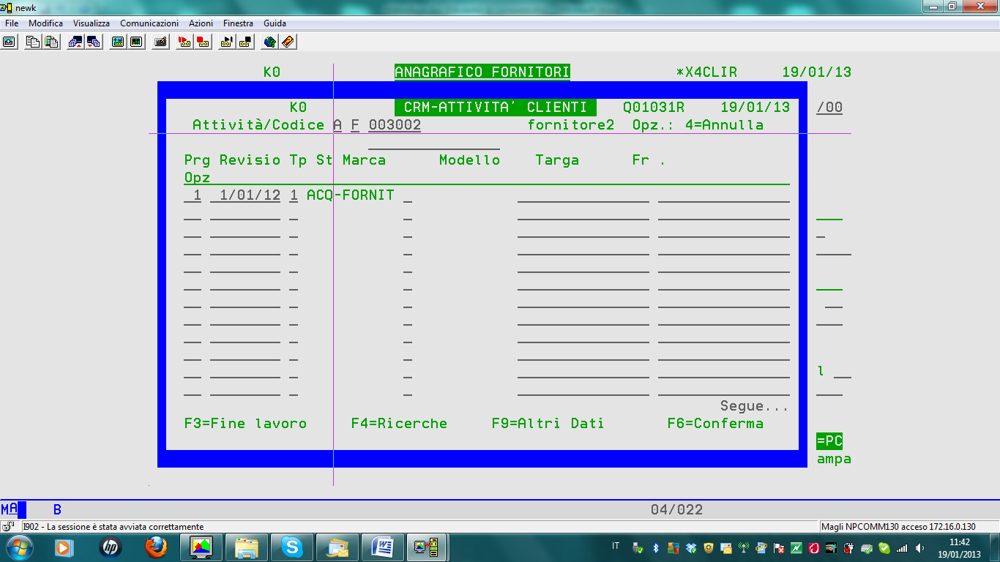 newk
File Modifica Visualizza Comunicazioni Azioni Finestra Guida
K0 ANAGRAFICO FORNITORI *X4CLIR 19/01/13
K0 CRM-ATTIVITA' CLIENTI Q01031R 19/01/13 /00
Attività/Codice A F 003002 fornitore2 Opz.: 4=Annulla
Prg Revisio Tp St Marca Modello Targa Fr .
Opz
1 1/01/12 1 ACQ-FORNIT
l
Segue...
F3=Fine lavoro F4=Ricerche F9=Altri Dati F6=Conferma
=PC
ampa
MA B 04/022
I902 - La sessione è stata avviata correttamente Magli NPCOMM130 acceso 172.16.0.130
hp
IT 11:42
19/01/2013